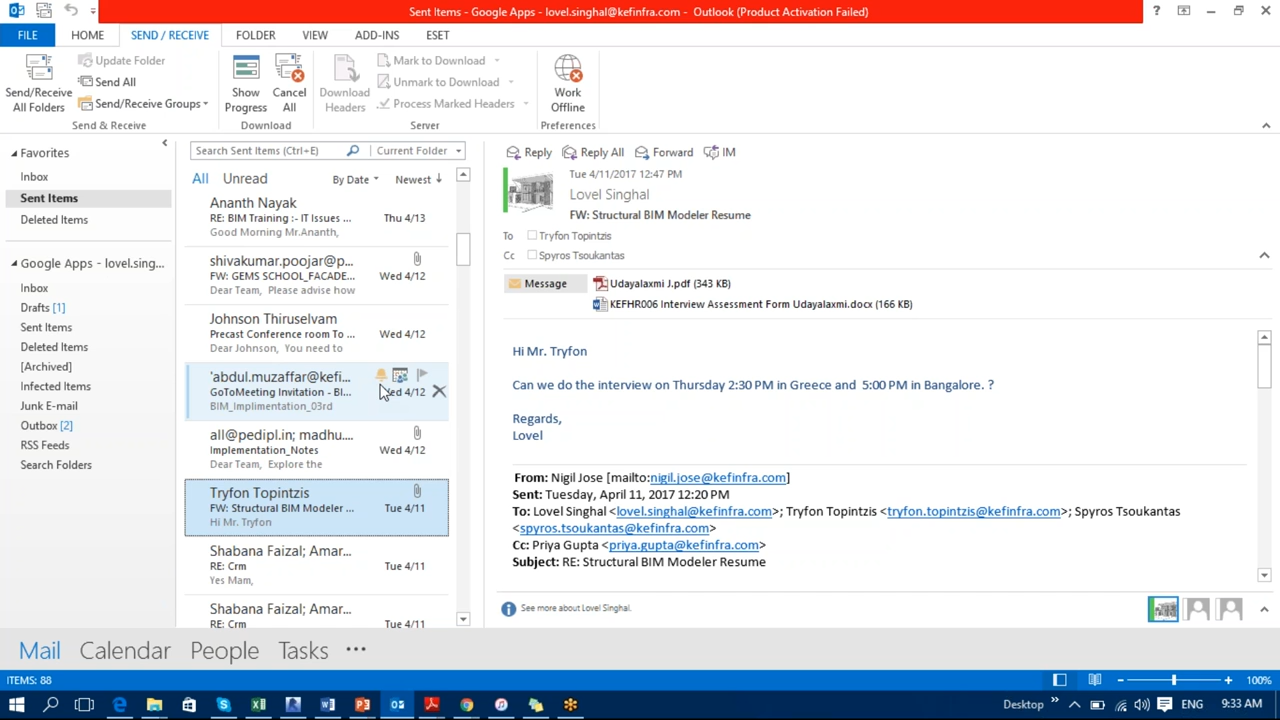 Sent Items - Google Apps - lovel.singhal@kefinfra.com - Outlook (Product Activation Failed)
FILE HOME SEND / RECEIVE FOLDER VIEW ADD-INS ESET
Send/Receive All Folders
Update Folder
Send All
Send/Receive Groups
Send & Receive
Show Progress
Cancel All
Download
Download Headers
Mark to Download
Unmark to Download
Process Marked Headers
Server
Work Offline
Preferences
Favorites
Inbox
Sent Items
Deleted Items
Google Apps - lovel.sing...
Inbox
Drafts [1]
Sent Items
Deleted Items
[Archived]
Infected Items
Junk E-mail
Outbox [2]
RSS Feeds
Search Folders
Search Sent Items (Ctrl+E) Current Folder
All Unread By Date Newest
Ananth Nayak
RE: BIM Training :- IT Issues ... Thu 4/13
Good Morning Mr.Ananth,
shivakumar.poojar@p...
FW: GEMS SCHOOL_FACADE... Wed 4/12
Dear Team, Please advise how
Johnson Thiruselvam
Precast Conference room To ... Wed 4/12
Dear Johnson, You need to
'abdul.muzaffar@kefi...
GoToMeeting Invitation - BI... Wed 4/12
BIM_Implimentation_03rd
all@pedipl.in; madhu....
Implementation_Notes Wed 4/12
Dear Team, Explore the
Tryfon Topintzis
FW: Structural BIM Modeler ... Tue 4/11
Hi Mr. Tryfon
Shabana Faizal; Amar...
RE: Crm Tue 4/11
Yes Mam,
Shabana Faizal; Amar...
RE: Crm Tue 4/11
Reply Reply All Forward IM
Tue 4/11/2017 12:47 PM
Lovel Singhal
FW: Structural BIM Modeler Resume
To Tryfon Topintzis
Cc Spyros Tsoukantas
Message Udayalaxmi J.pdf (343 KB)
KEFHR006 Interview Assessment Form Udayalaxmi.docx (166 KB)
Hi Mr. Tryfon
Can we do the interview on Thursday 2:30 PM in Greece and 5:00 PM in Bangalore. ?
Regards,
Lovel
From: Nigil Jose [mailto:nigil.jose@kefinfra.com]
Sent: Tuesday, April 11, 2017 12:20 PM
To: Lovel Singhal <lovel.singhal@kefinfra.com>; Tryfon Topintzis <tryfon.topintzis@kefinfra.com>; Spyros Tsoukantas
<spyros.tsoukantas@kefinfra.com>
Cc: Priya Gupta <priya.gupta@kefinfra.com>
Subject: RE: Structural BIM Modeler Resume
See more about Lovel Singhal.
Mail Calendar People Tasks
ITEMS: 88 100%
Desktop ENG 9:33 AM